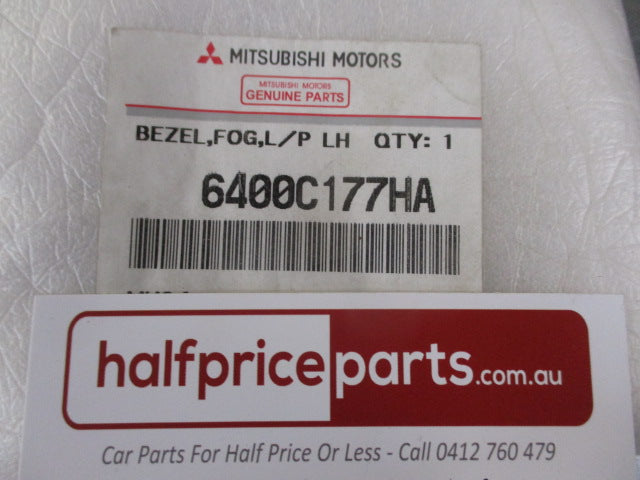 MITSUBISHI MOTORS
MITSUBISHI MOTORS
GENUINE PARTS
BEZEL,FOG,L/P LH QTY: 1
6400C177HA
halfpriceparts.com.au
Car Parts For Half Price Or Less - Call 0412 760 479